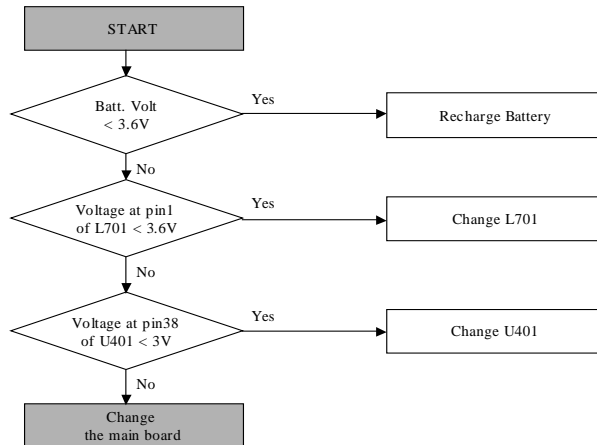 START
Batt. Volt
< 3.6V
Yes
Recharge Battery
No
Voltage at pin1
of L701 < 3.6V
Yes
Change L701
No
Voltage at pin38
of U401 < 3V
Yes
Change U401
No
Change
the main board